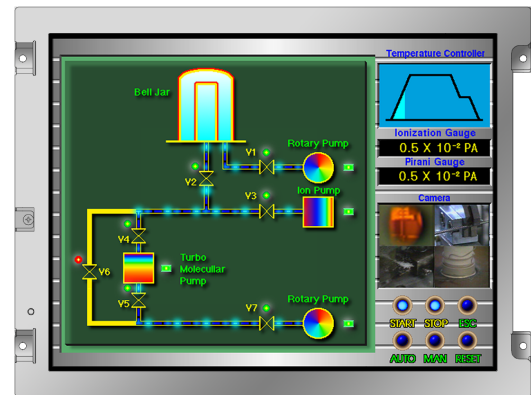 Temperature Controller
Bell Jar
Ionization Gauge
0.5 X 10⁻² PA
Pirani Gauge
0.5 X 10⁻² PA
V1
Rotary Pump
V2
V3
Ion Pump
Camera
V4
Turbo
Molecullar
Pump
V6
V5
V7
Rotary Pump
START STOP ESC
AUTO MAN RESET